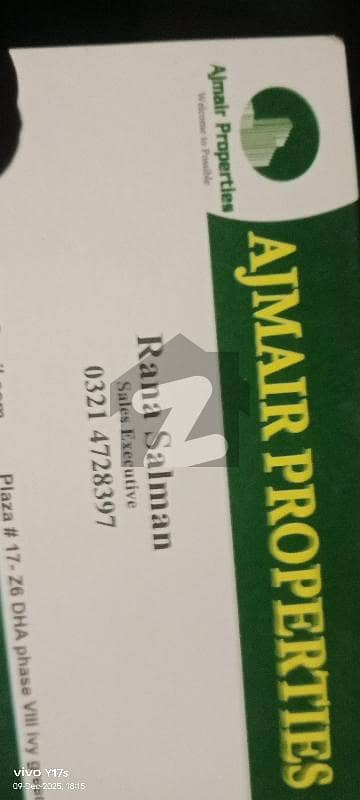 Ajmair Properties
Welcome to Possible
AJMAIR PROPERTIES
Rana Salman
Sales Executive
0321 4728397
Plaza # 17- Z6 DHA phase VIII ivy
vivo Y17s
09-Dec-2025, 18:15